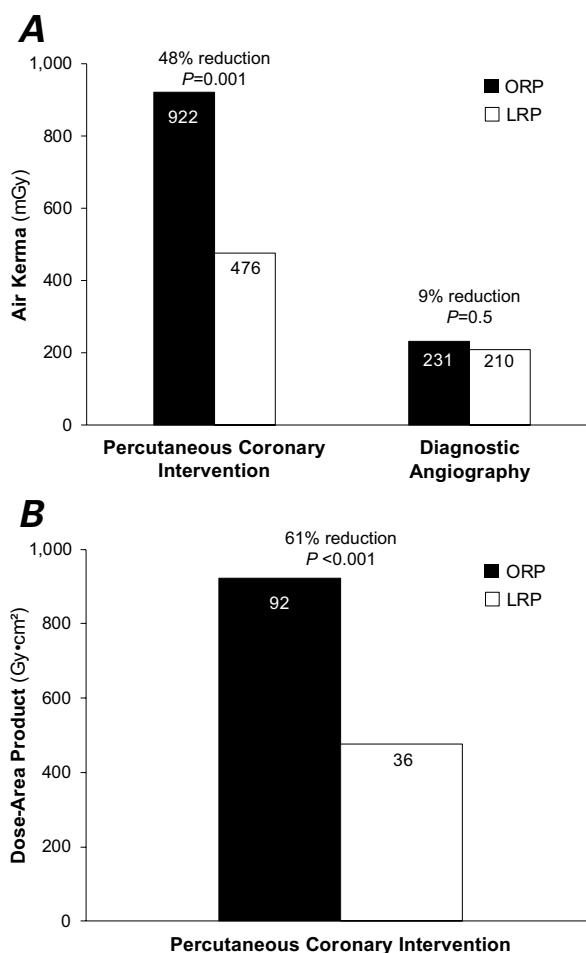 A
48% reduction
P=0.001
1,000
800
600
400
200
0
Air Kerma (mGy)
ORP
LRP
922
476
9% reduction
P=0.5
231
210
Percutaneous Coronary
Intervention
Diagnostic
Angiography
B
61% reduction
P <0.001
1,000
800
600
400
200
0
Dose-Area Product (Gy•cm²)
ORP
LRP
92
36
Percutaneous Coronary Intervention